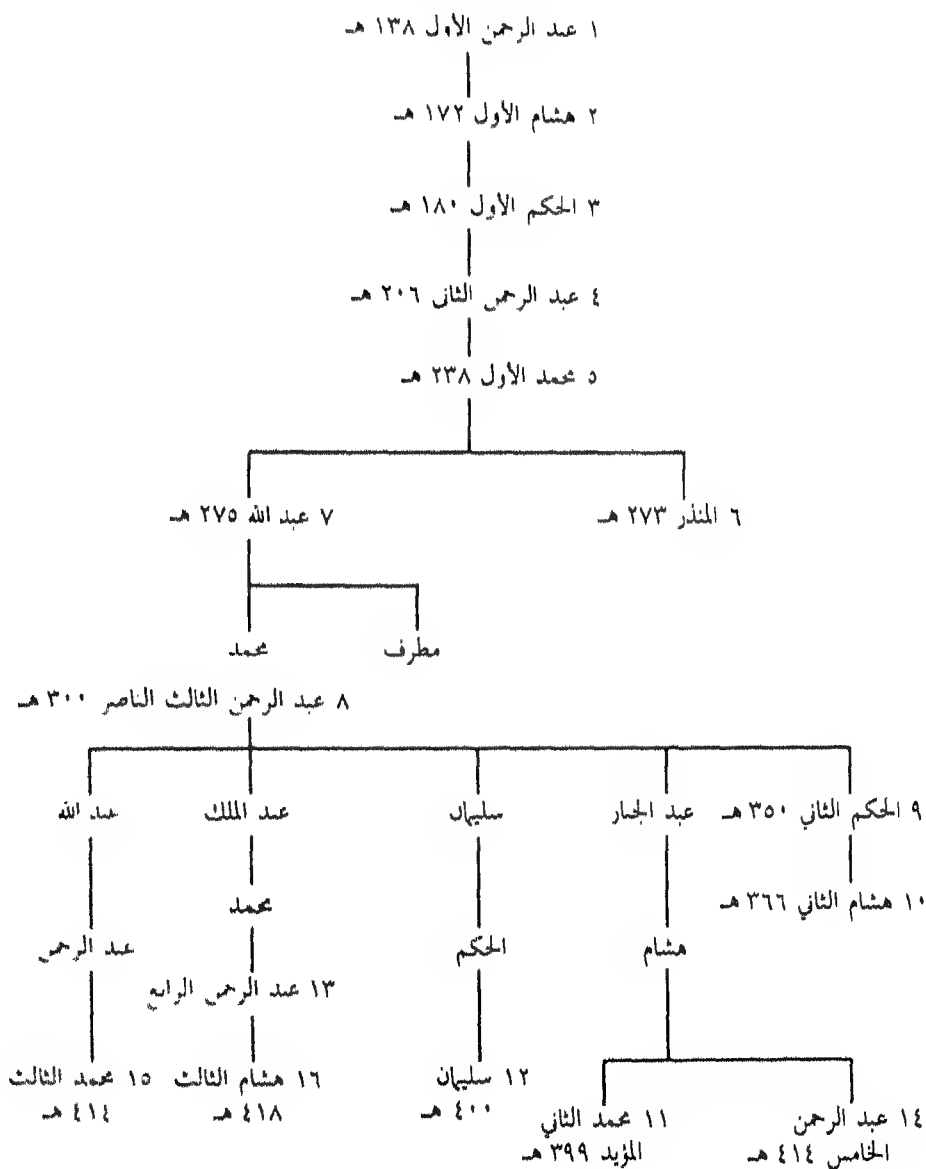 ١ عبد الرحمن الأول ١٣٨ هـ
٢ هشام الأول ١٧٢ هـ
٣ الحكم الأول ١٨٠ هـ
٤ عبد الرحمن الثانى ٢٠٦ هـ
٥ محمد الأول ٢٣٨ هـ
٦ المنذر ٢٧٣ هـ
٧ عبد الله ٢٧٥ هـ
مطرف
محمد
٨ عبد الرحمن الثالث الناصر ٣٠٠ هـ
٩ الحكم الثاني ٣٥٠ هـ
عبد الجبار
سليمان
عبد الملك
عبد الله
١٠ هشام الثاني ٣٦٦ هـ
محمد
هشام
الحكم
عبد الرحمن
١٣ عبد الرحمن الرابع
١٢ سليمان
٤٠٠ هـ
١٦ هشام الثالث
٤١٨ هـ
١٥ محمد الثالث
٤١٤ هـ
١٤ عبد الرحمن
الخامس ٤١٤ هـ
١١ محمد الثاني
المؤيد ٣٩٩ هـ